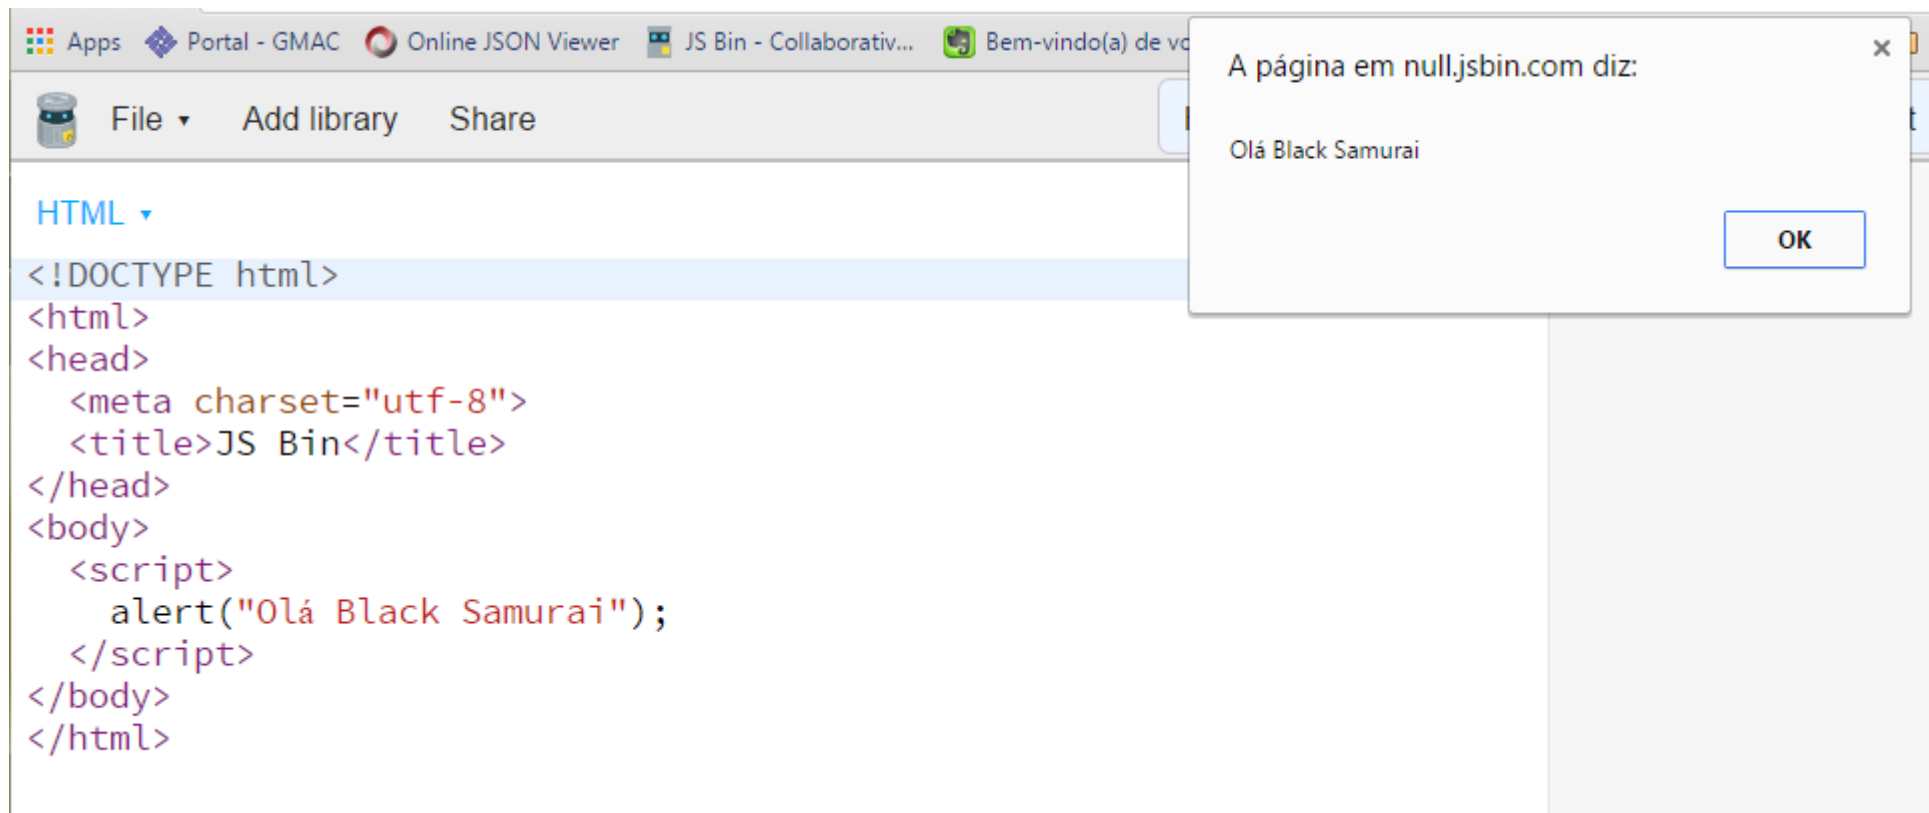 Apps Portal - GMAC Online JSON Viewer JS Bin - Collaborativ... Bem-vindo(a) de
A página em null.jsbin.com diz:
Olá Black Samurai
OK
File Add library Share
HTML
<!DOCTYPE html>
<html>
<head>
<meta charset="utf-8">
<title>JS Bin</title>
</head>
<body>
<script>
alert("Olá Black Samurai");
</script>
</body>
</html>